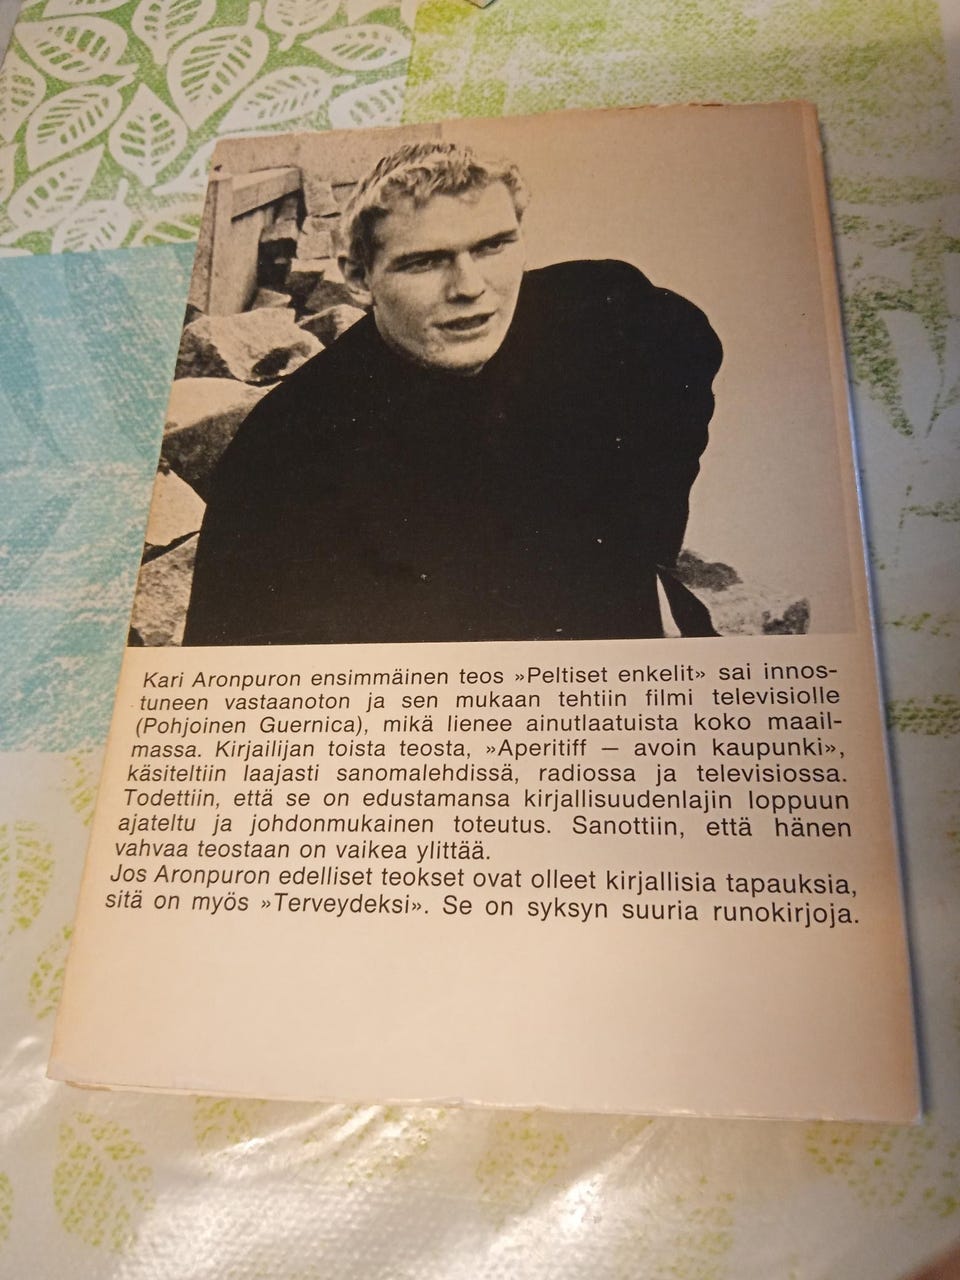 Kari Aronpuron ensimmäinen teos »Peltiset enkelit» sai innos-
tuneen vastaanoton ja sen mukaan tehtiin filmi televisiolle
(Pohjoinen Guernica), mikä lienee ainutlaatuista koko maail-
massa. Kirjailijan toista teosta, »Aperitiff — avoin kaupunki»,
käsiteltiin laajasti sanomalehdissä, radiossa ja televisiossa.
Todettiin, että se on edustamansa kirjallisuudenlajin loppuun
ajateltu ja johdonmukainen toteutus. Sanottiin, että hänen
vahvaa teostaan on vaikea ylittää.
Jos Aronpuron edelliset teokset ovat olleet kirjallisia tapauksia,
sitä on myös »Terveydeksi». Se on syksyn suuria runokirjoja.